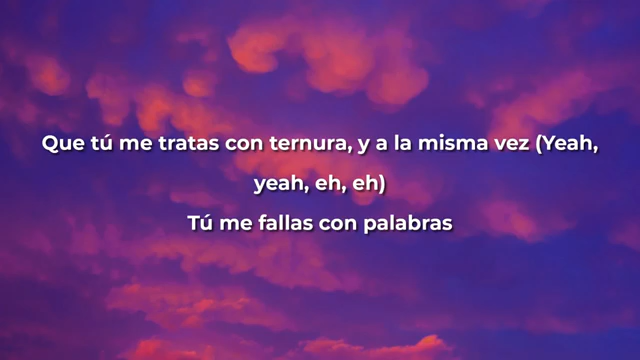 Que tú me tratas con ternura, y a la misma vez (Yeah,
yeah, eh, eh)
Tú me fallas con palabras